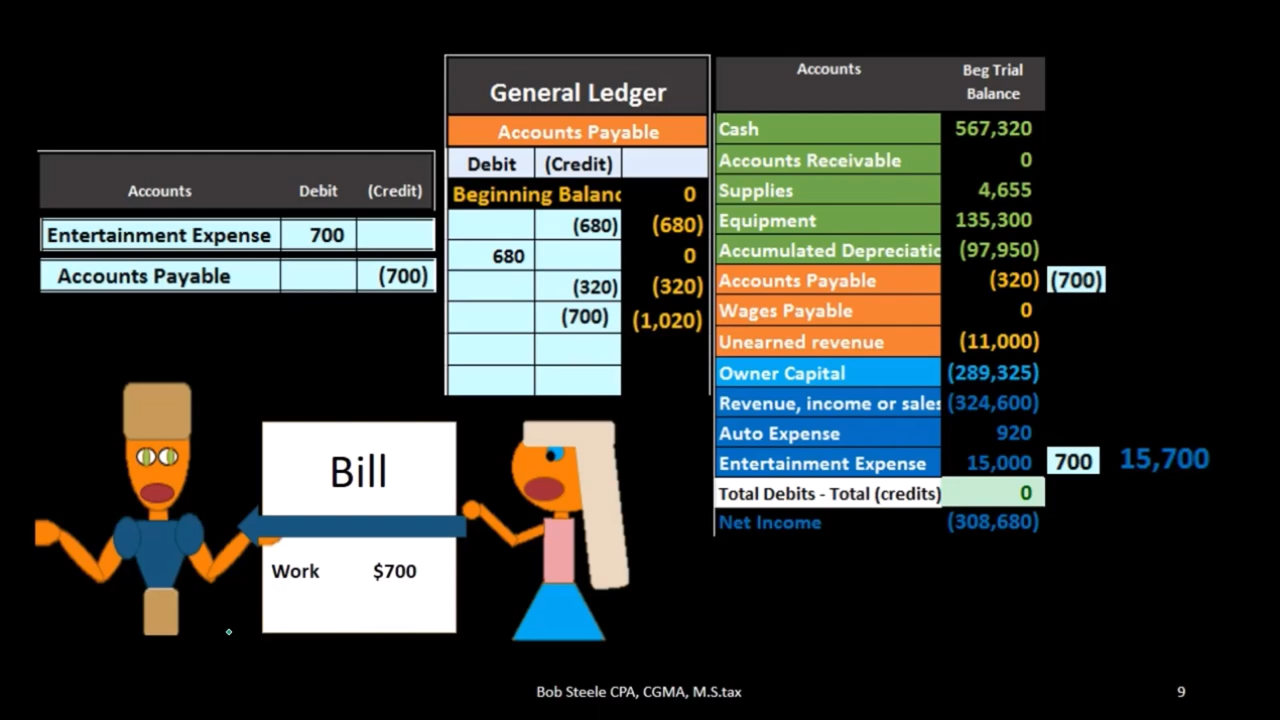 Accounts Debit (Credit)
Entertainment Expense 700
Accounts Payable (700)
General Ledger
Accounts Payable
Debit (Credit)
Beginning Balanc 0
(680) (680)
680 0
(320) (320)
(700) (1,020)
Accounts Beg Trial
Balance
Cash 567,320
Accounts Receivable 0
Supplies 4,655
Equipment 135,300
Accumulated Depreciatic (97,950)
Accounts Payable (320) (700)
Wages Payable 0
Unearned revenue (11,000)
Owner Capital (289,325)
Revenue, income or sales (324,600)
Auto Expense 920
Entertainment Expense 15,000 700 15,700
Total Debits - Total (credits) 0
Net Income (308,680)
Bill
Work $700
Bob Steele CPA, CGMA, M.S.tax
9